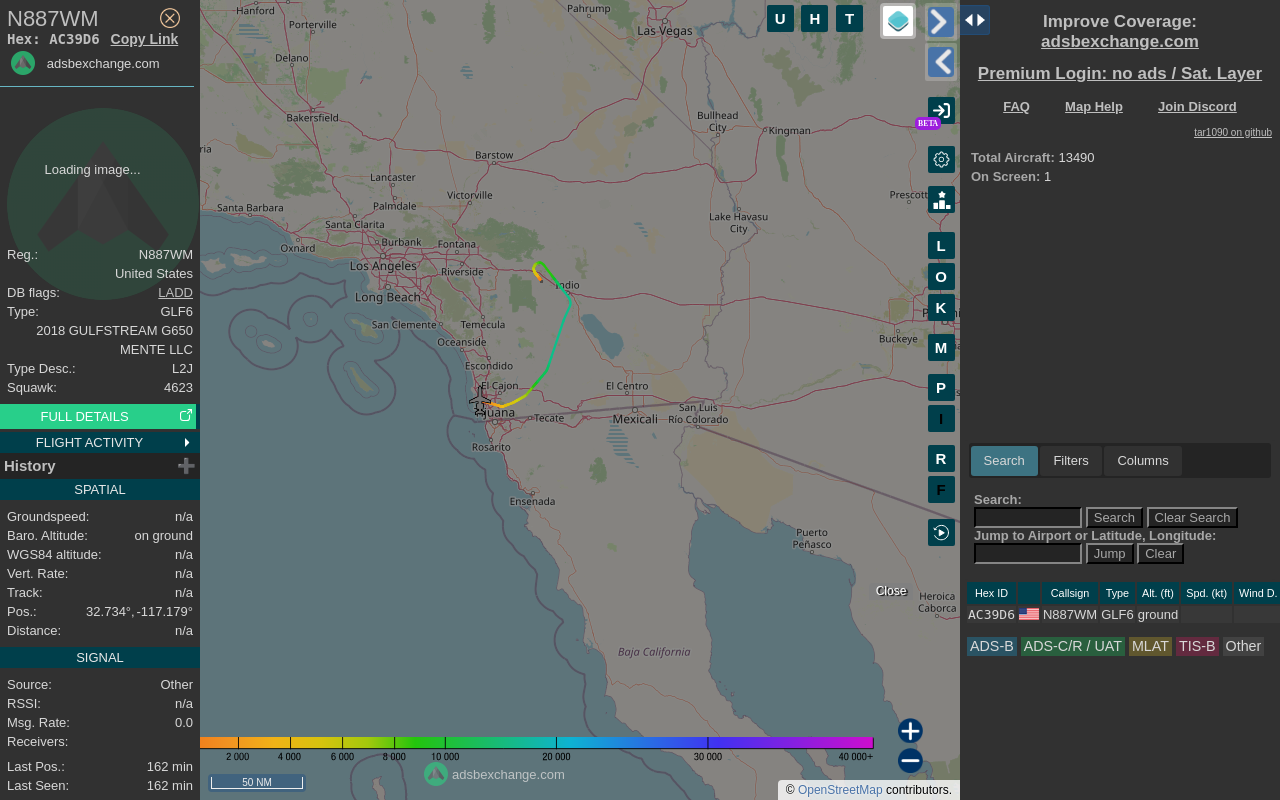 N887WM
Hex: AC39D6 Copy Link
adsbexchange.com
Loading image...
Reg.: N887WM
United States
DB flags: LADD
Type: GLF6
2018 GULFSTREAM G650
MENTE LLC
Type Desc.: L2J
Squawk: 4623
FULL DETAILS
FLIGHT ACTIVITY
History
SPATIAL
Groundspeed: n/a
Baro. Altitude: on ground
WGS84 altitude: n/a
Vert. Rate: n/a
Track: n/a
Pos.: 32.734°, -117.179°
Distance: n/a
SIGNAL
Source: Other
RSSI: n/a
Msg. Rate: 0.0
Receivers:
Last Pos.: 162 min
Last Seen: 162 min
Hanford
Porterville
Delano
Bakersfield
ria
Pahrump
Las Vegas
Bullhead City
Kingman
Barstow
Lancaster
Palmdale
Victorville
Santa Barbara
Santa Clarita
Oxnard
Burbank
Fontana
Los Angeles
Riverside
Long Beach
Lake Havasu City
Prescott
Indio
San Clemente
Temecula
Oceanside
Escondido
El Cajon
juana
Tecate
Rosarito
El Centro
Mexicali
San Luis Río Colorado
Buckeye
Ensenada
Puerto Peñasco
Heroica Caborca
Baja California
U H T
BETA
L
O
K
M
P
I
R
F
Close
2 000 4 000 6 000 8 000 10 000 20 000 30 000 40 000+
50 NM
adsbexchange.com
© OpenStreetMap contributors.
Improve Coverage:
adsbexchange.com
Premium Login: no ads / Sat. Layer
FAQ Map Help Join Discord
tar1090 on github
Total Aircraft: 13490
On Screen: 1
Search Filters Columns
Search:
Search Clear Search
Jump to Airport or Latitude, Longitude:
Jump Clear
Hex ID Callsign Type Alt. (ft) Spd. (kt) Wind D.
AC39D6 N887WM GLF6 ground
ADS-B ADS-C/R / UAT MLAT TIS-B Other